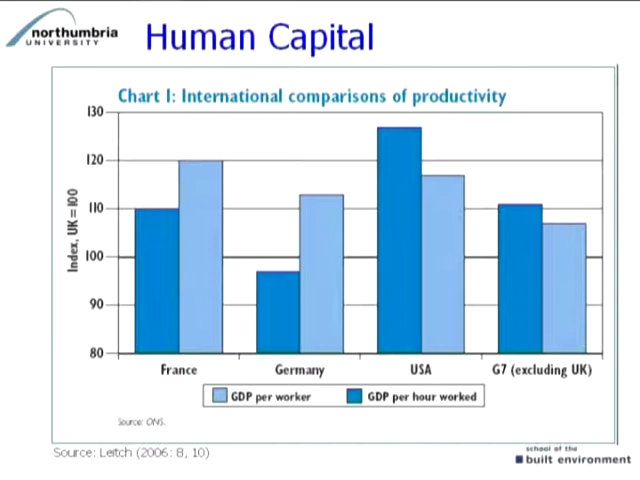 northumbria
UNIVERSITY
Human Capital
Chart 1: International comparisons of productivity
Index, UK=100
130
120
110
100
90
80
France Germany USA G7 (excluding UK)
GDP per worker GDP per hour worked
Source: ONS.
Source: Leitch (2006: 8, 10)
school of the
built environment